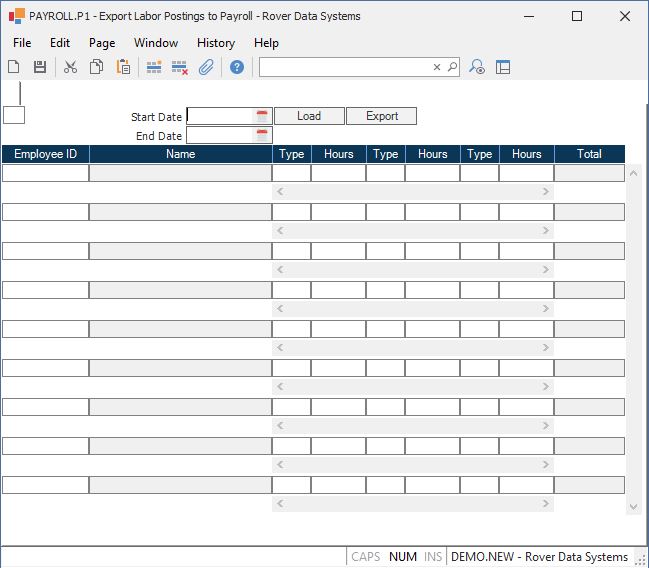 PAYROLL.P1 - Export Labor Postings to Payroll - Rover Data Systems
File Edit Page Window History Help
Start Date Load Export
End Date
Employee ID Name Type Hours Type Hours Type Hours Total
CAPS NUM INS DEMO.NEW - Rover Data Systems